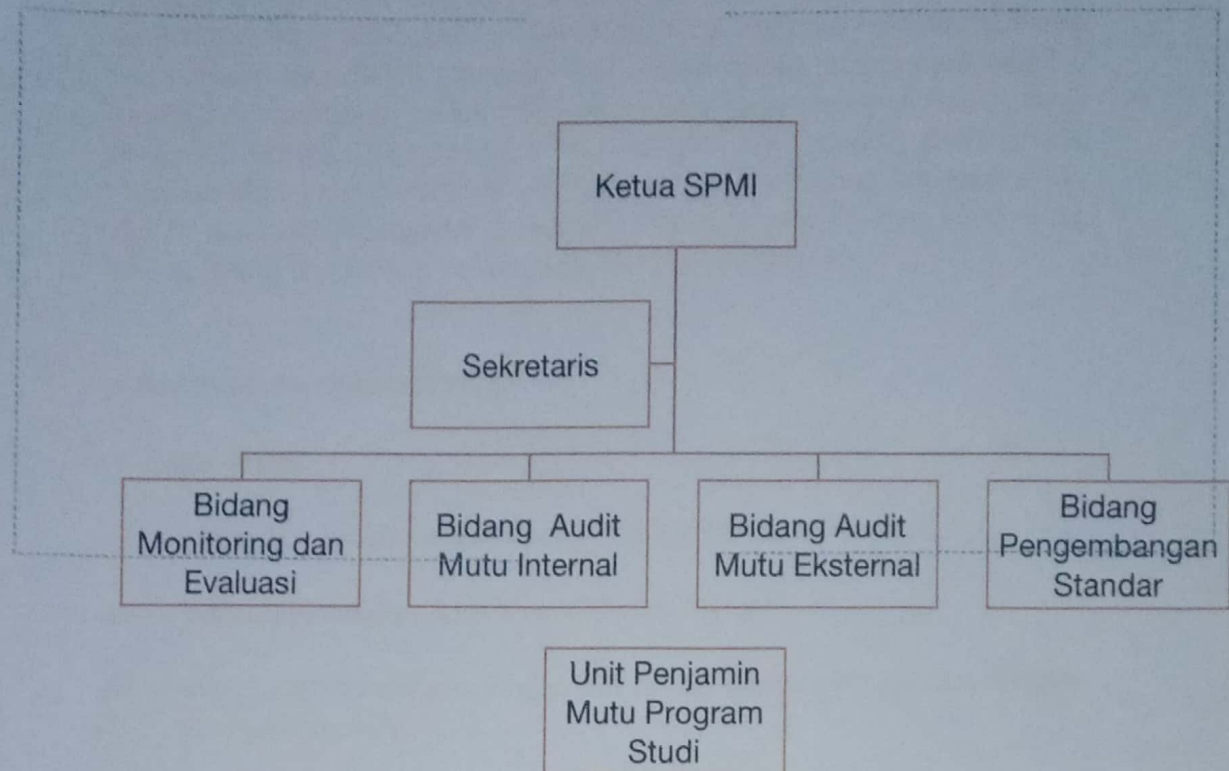 Ketua SPMI
Sekretaris
Bidang
Monitoring dan
Evaluasi
Bidang Audit
Mutu Internal
Bidang Audit
Mutu Eksternal
Bidang
Pengembangan
Standar
Unit Penjamin
Mutu Program
Studi